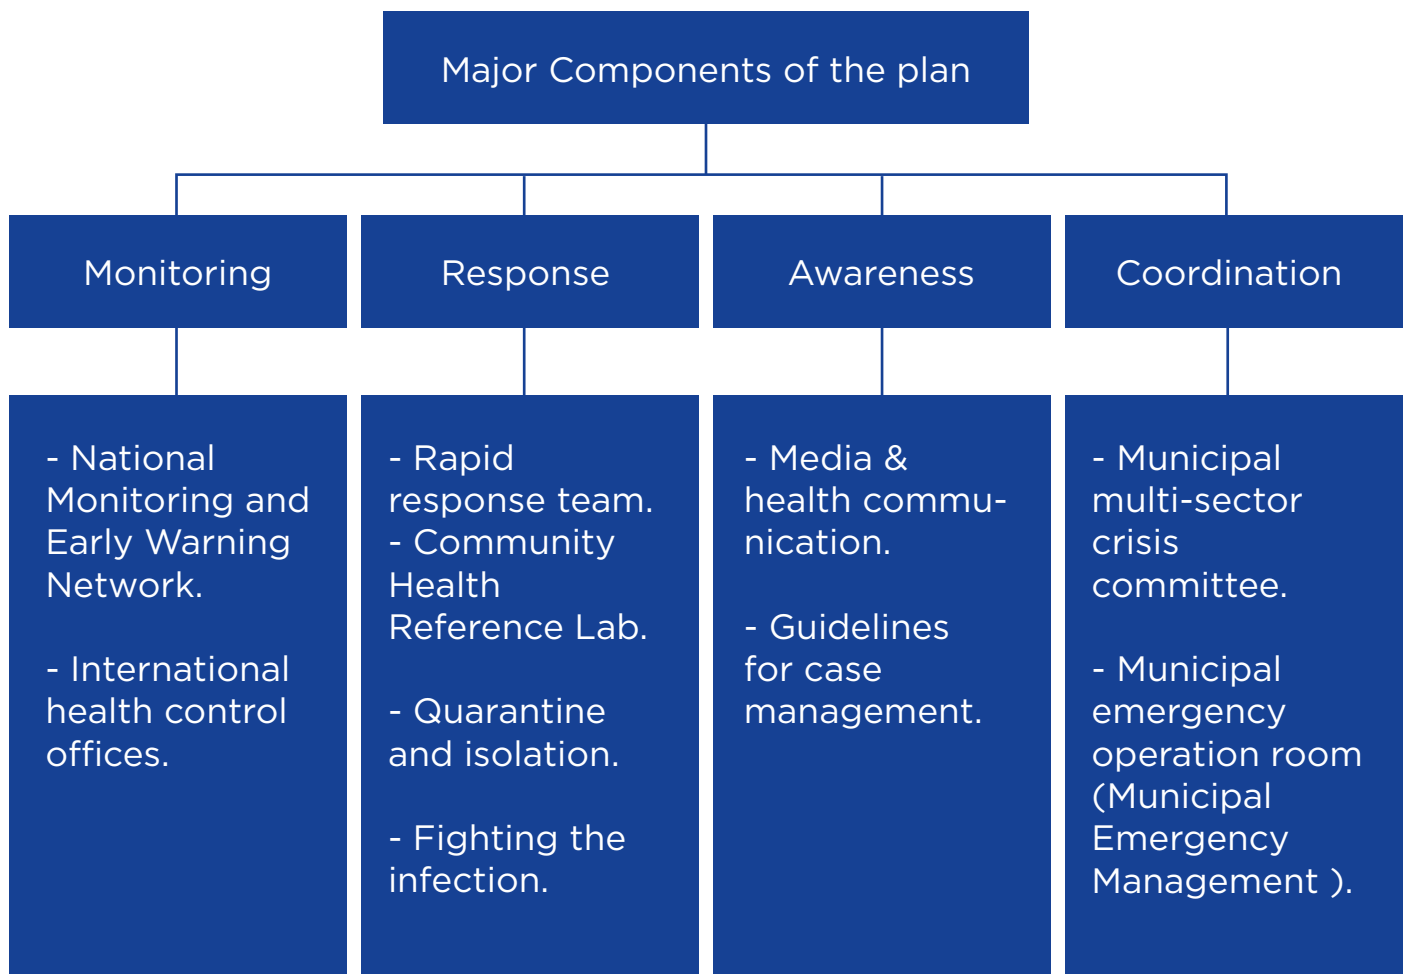 Major Components of the plan
Monitoring
Response
Awareness
Coordination
- National
Monitoring and
Early Warning
Network.
- International
health control
offices.
- Rapid
response team.
- Community
Health
Reference Lab.
- Quarantine
and isolation.
- Fighting the
infection.
- Media &
health commu-
nication.
- Guidelines
for case
management.
- Municipal
multi-sector
crisis
committee.
- Municipal
emergency
operation room
(Municipal
Emergency
Management ).